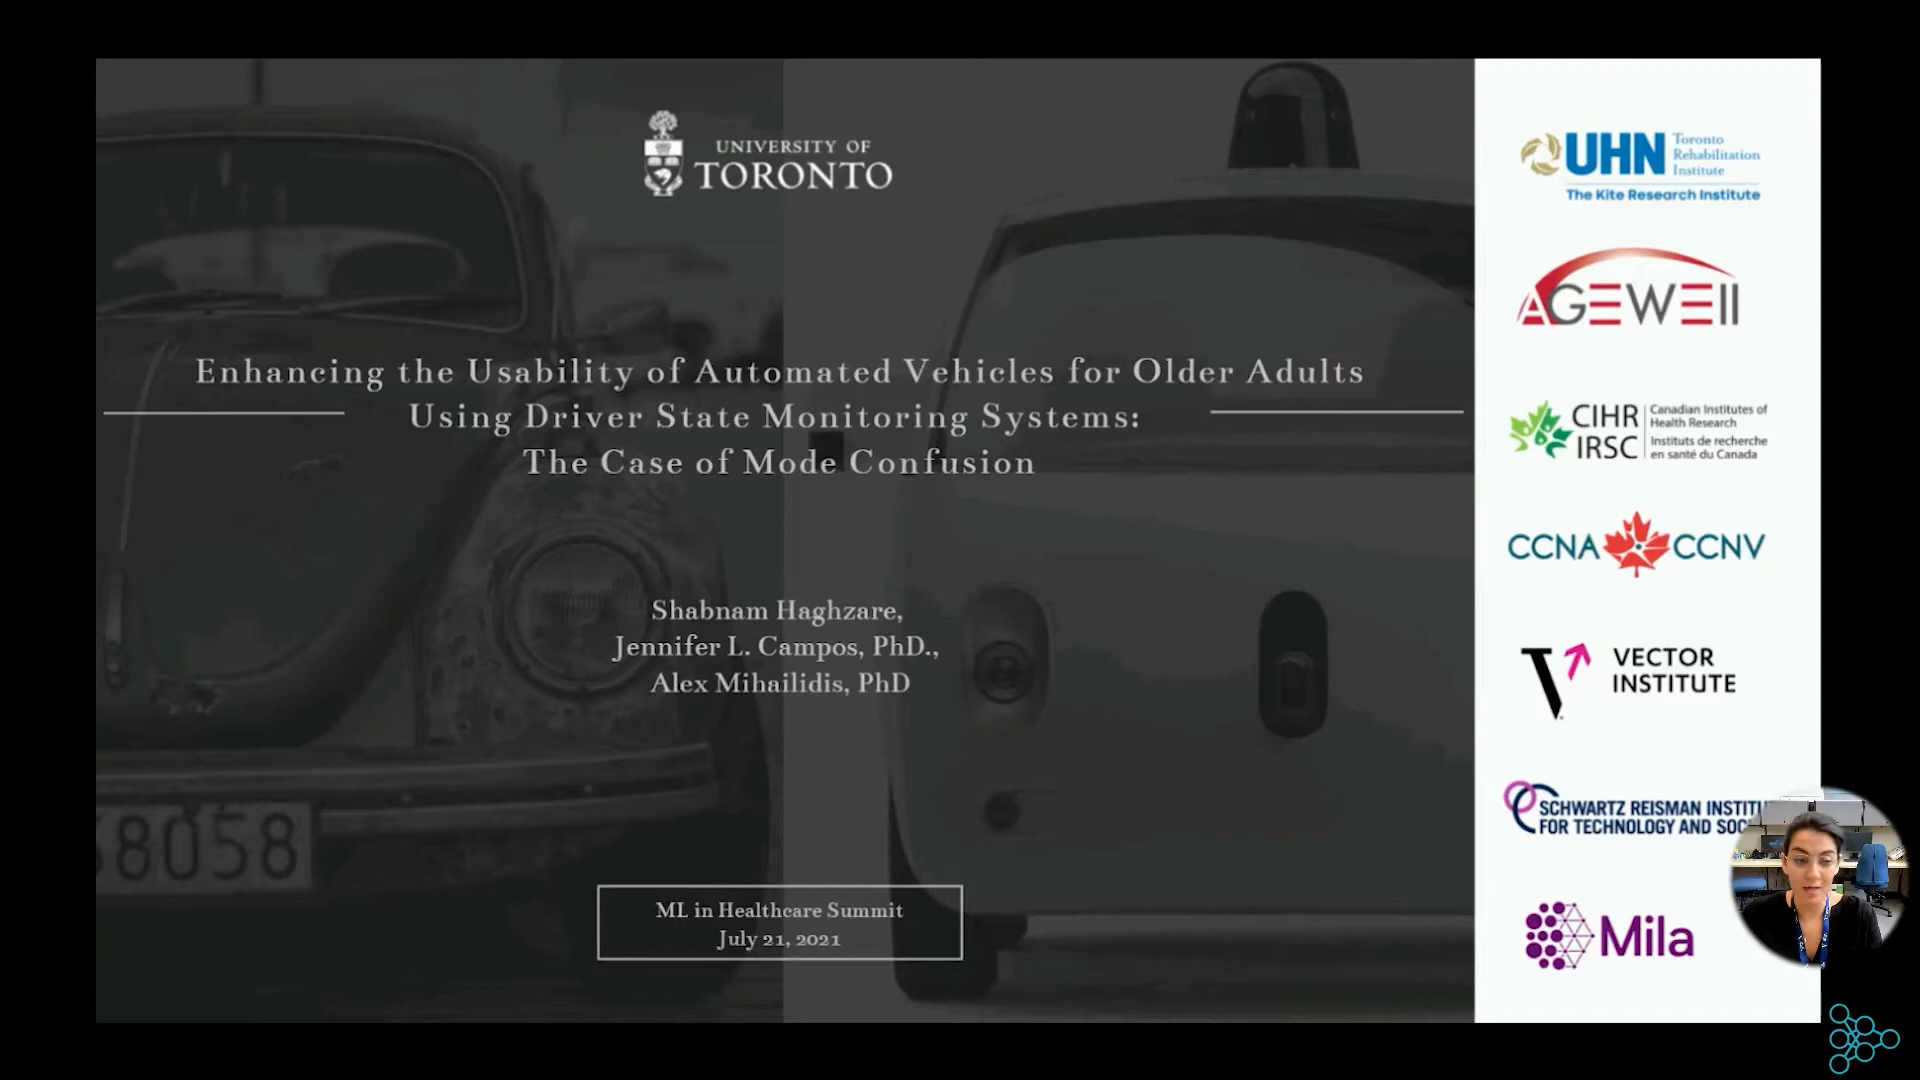 UNIVERSITY OF
TORONTO
Enhancing the Usability of Automated Vehicles for Older Adults
Using Driver State Monitoring Systems:
The Case of Mode Confusion
Shabnam Haghzare,
Jennifer L. Campos, PhD.,
Alex Mihailidis, PhD
ML in Healthcare Summit
July 21, 2021
8058
UHN
Toronto
Rehabilitation
Institute
The Kite Research Institute
AGEWEll
CIHR
IRSC
Canadian Institutes of
Health Research
Instituts de recherche
en santé du Canada
CCNA CCNV
VECTOR
INSTITUTE
SCHWARTZ REISMAN
FOR TECHNOLOGY AND
Mila